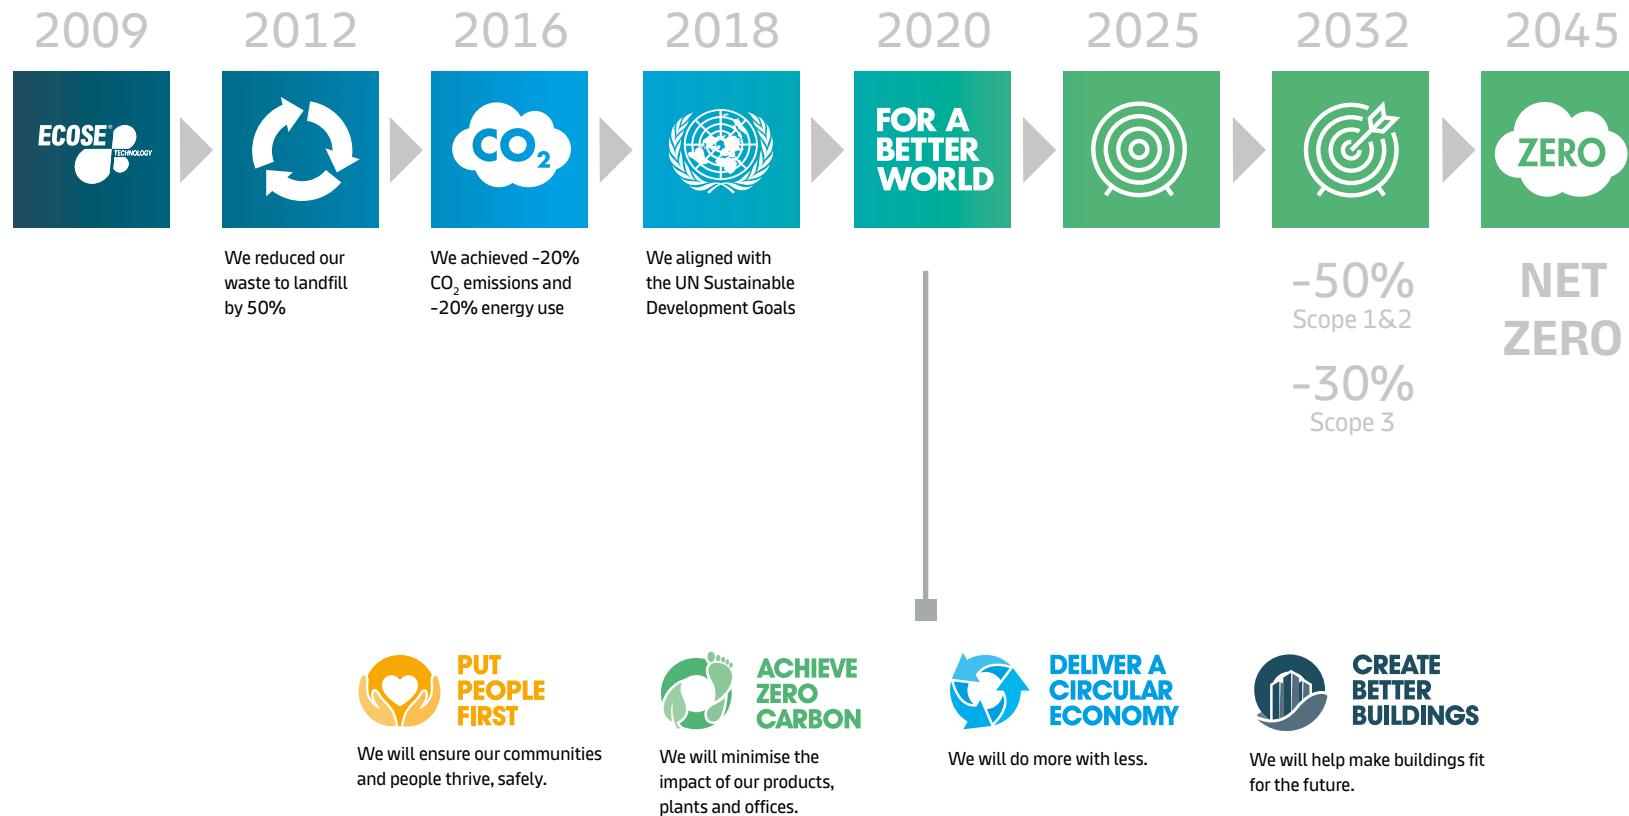 2009
2012
2016
2018
2020
2025
2032
2045
ECOSE®
TECHNOLOGY
CO₂
FOR A
BETTER
WORLD
ZERO
We reduced our
waste to landfill
by 50%
We achieved -20%
CO₂ emissions and
-20% energy use
We aligned with
the UN Sustainable
Development Goals
-50%
Scope 1&2
-30%
Scope 3
NET
ZERO
PUT
PEOPLE
FIRST
We will ensure our communities
and people thrive, safely.
ACHIEVE
ZERO
CARBON
We will minimise the
impact of our products,
plants and offices.
DELIVER A
CIRCULAR
ECONOMY
We will do more with less.
CREATE
BETTER
BUILDINGS
We will help make buildings fit
for the future.